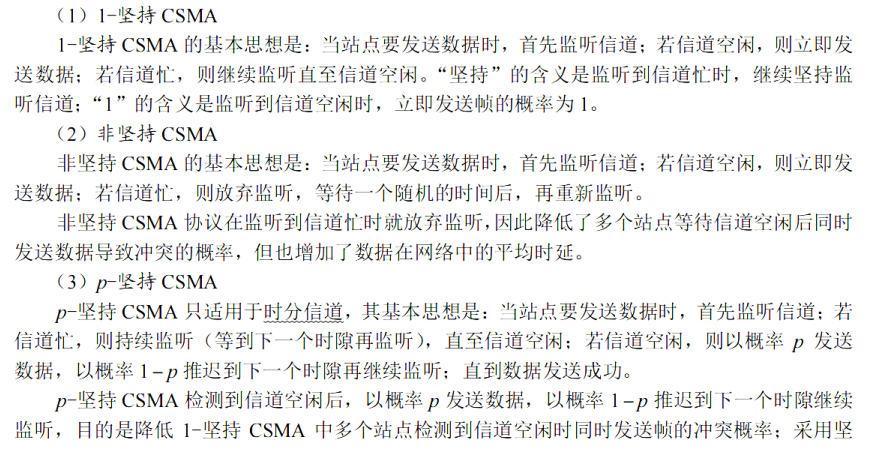 （1）1-坚持 CSMA
1-坚持 CSMA 的基本思想是：当站点要发送数据时，首先监听信道；若信道空闲，则立即发
送数据；若信道忙，则继续监听直至信道空闲。“坚持”的含义是监听到信道忙时，继续坚持监
听信道；“1”的含义是监听到信道空闲时，立即发送帧的概率为 1。
（2）非坚持 CSMA
非坚持 CSMA 的基本思想是：当站点要发送数据时，首先监听信道；若信道空闲，则立即发
送数据；若信道忙，则放弃监听，等待一个随机的时间后，再重新监听。
非坚持 CSMA 协议在监听到信道忙时就放弃监听，因此降低了多个站点等待信道空闲后同时
发送数据导致冲突的概率，但也增加了数据在网络中的平均时延。
（3）p-坚持 CSMA
p-坚持 CSMA 只适用于时分信道，其基本思想是：当站点要发送数据时，首先监听信道；若
信道忙，则持续监听（等到下一个时隙再监听），直至信道空闲；若信道空闲，则以概率 p 发送
数据，以概率 1－p 推迟到下一个时隙再继续监听；直到数据发送成功。
p-坚持 CSMA 检测到信道空闲后，以概率 p 发送数据，以概率 1－p 推迟到下一个时隙继续
监听，目的是降低 1-坚持 CSMA 中多个站点检测到信道空闲时同时发送帧的冲突概率；采用坚